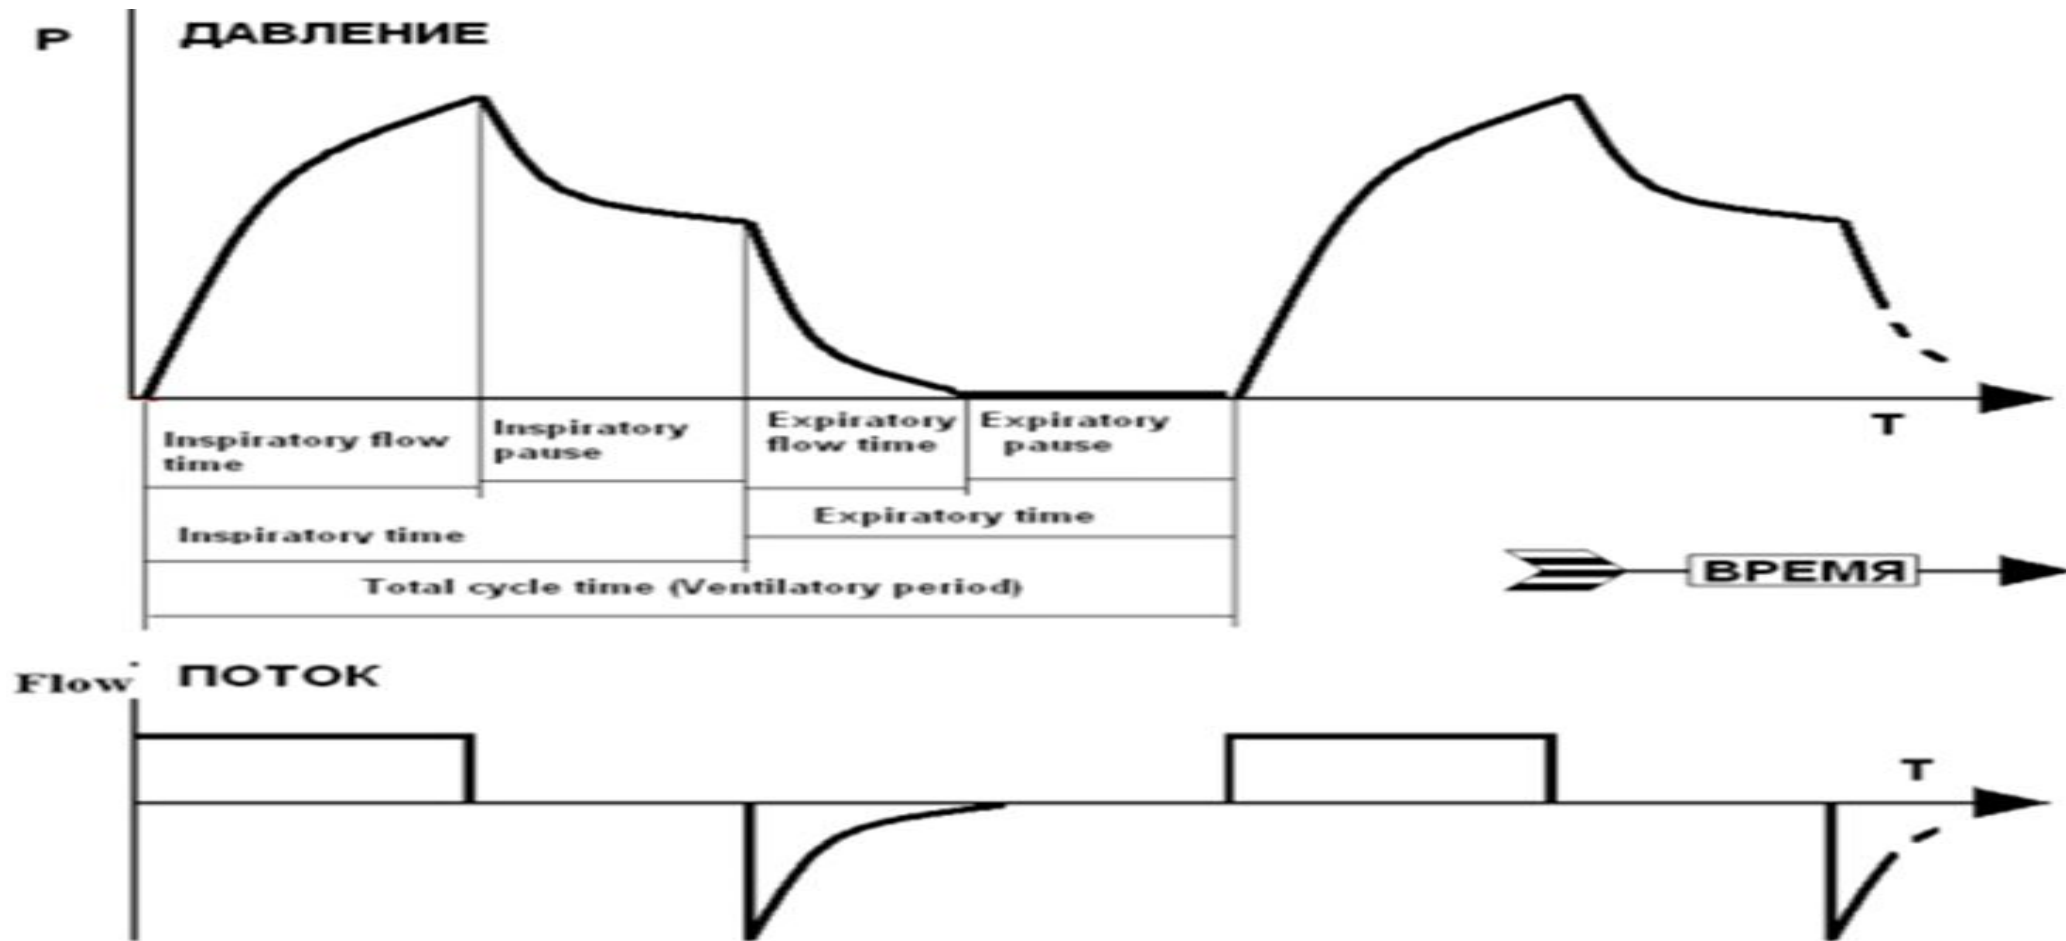 P ДАВЛЕНИЕ
Inspiratory flow
time
Inspiratory
pause
Expiratory
flow time
Expiratory
pause
T
Inspiratory time
Expiratory time
Total cycle time (Ventilatory period)
ВРЕМЯ
Flow ПОТОК
T